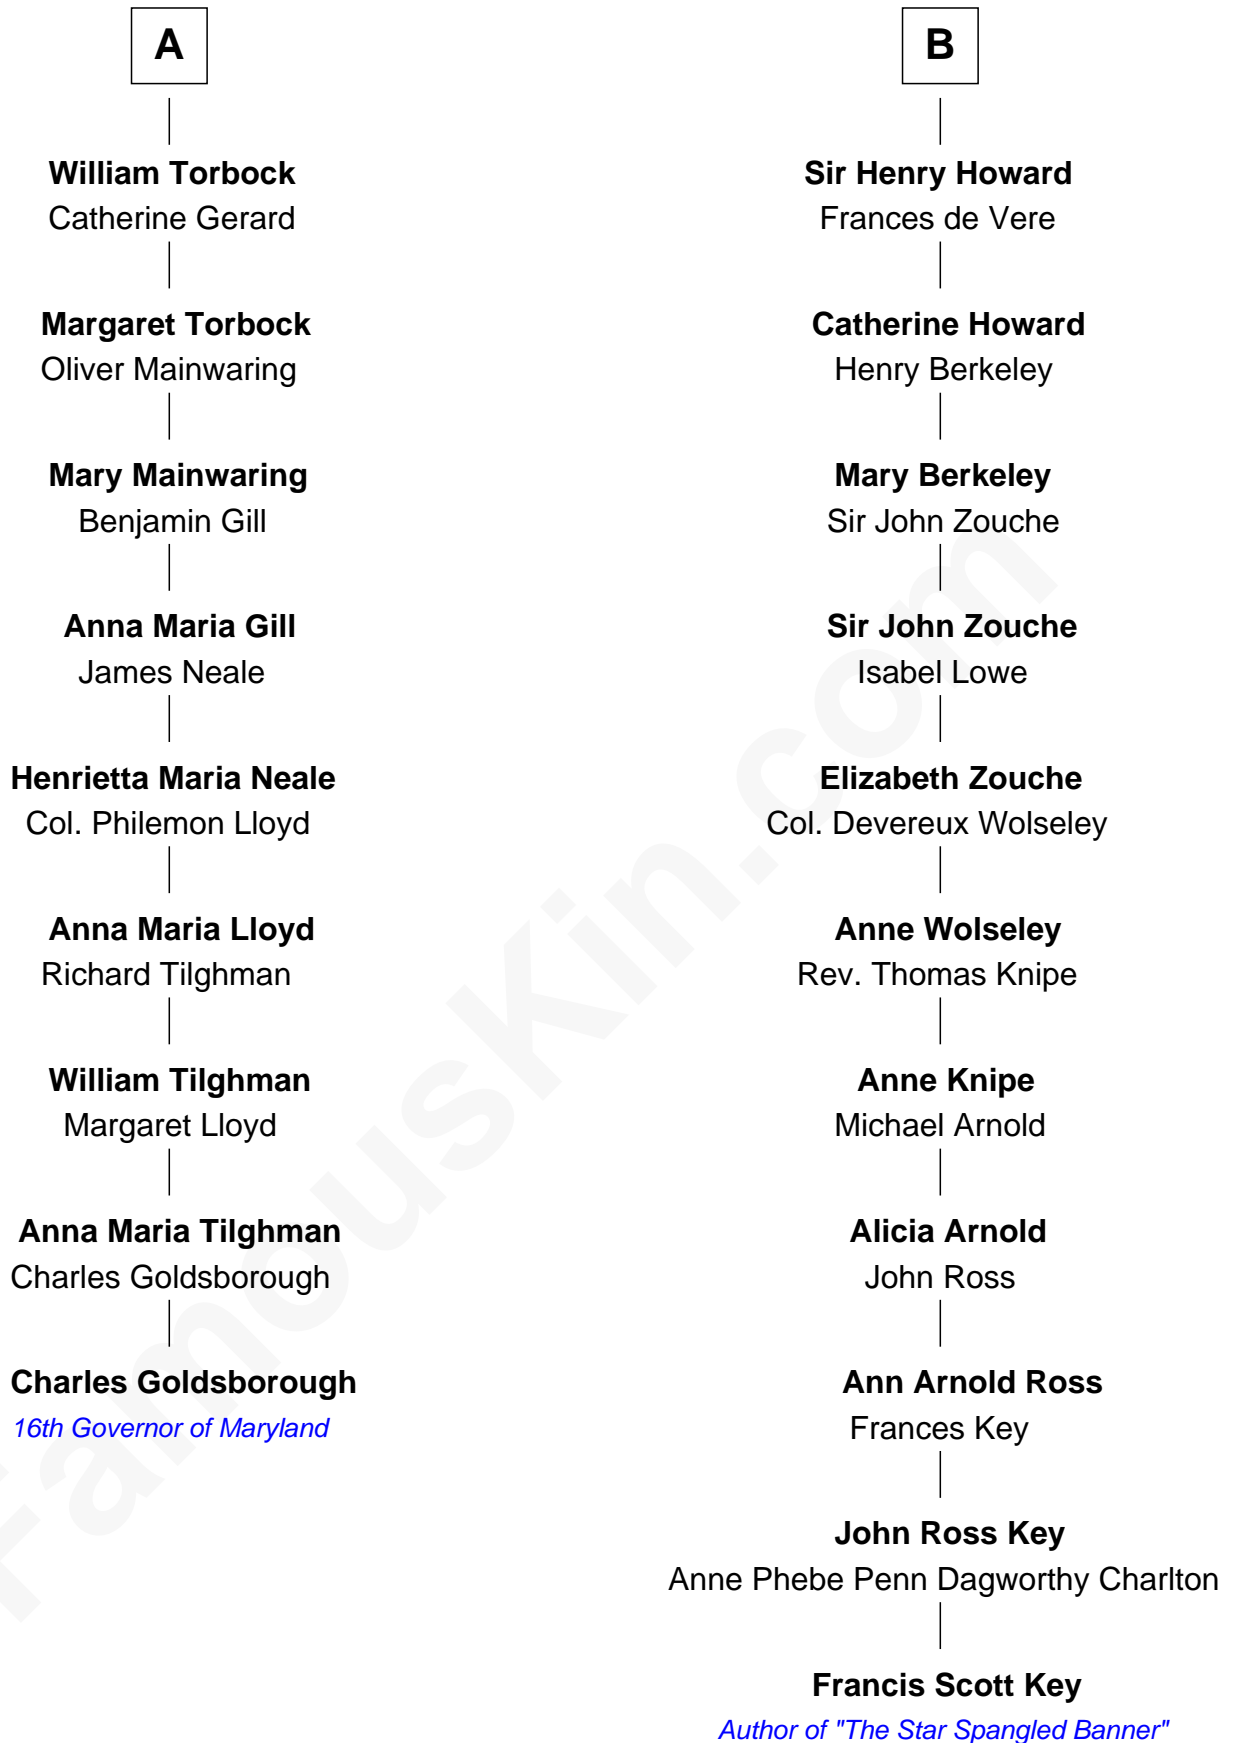 A
William Torbock
Catherine Gerard
Margaret Torbock
Oliver Mainwaring
Mary Mainwaring
Benjamin Gill
Anna Maria Gill
James Neale
Henrietta Maria Neale
Col. Philemon Lloyd
Anna Maria Lloyd
Richard Tilghman
William Tilghman
Margaret Lloyd
Anna Maria Tilghman
Charles Goldsborough
Charles Goldsborough
16th Governor of Maryland
B
Sir Henry Howard
Frances de Vere
Catherine Howard
Henry Berkeley
Mary Berkeley
Sir John Zouche
Sir John Zouche
Isabel Lowe
Elizabeth Zouche
Col. Devereux Wolseley
Anne Wolseley
Rev. Thomas Knipe
Anne Knipe
Michael Arnold
Alicia Arnold
John Ross
Ann Arnold Ross
Frances Key
John Ross Key
Anne Phebe Penn Dagworthy Charlton
Francis Scott Key
Author of "The Star Spangled Banner"
FamousKin.com